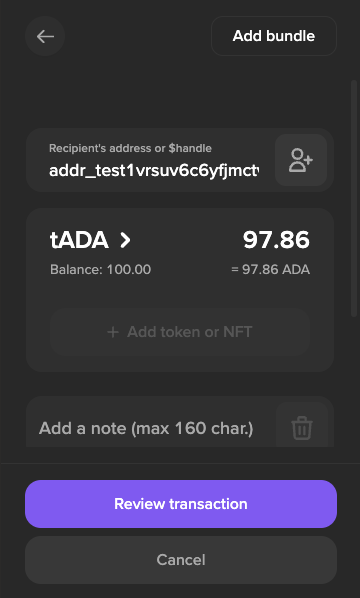 Add bundle
Recipient's address or $handle
addr_test1vrsuv6c6yfjmct
tADA
97.86
Balance: 100.00
= 97.86 ADA
+ Add token or NFT
Add a note (max 160 char.)
Review transaction
Cancel